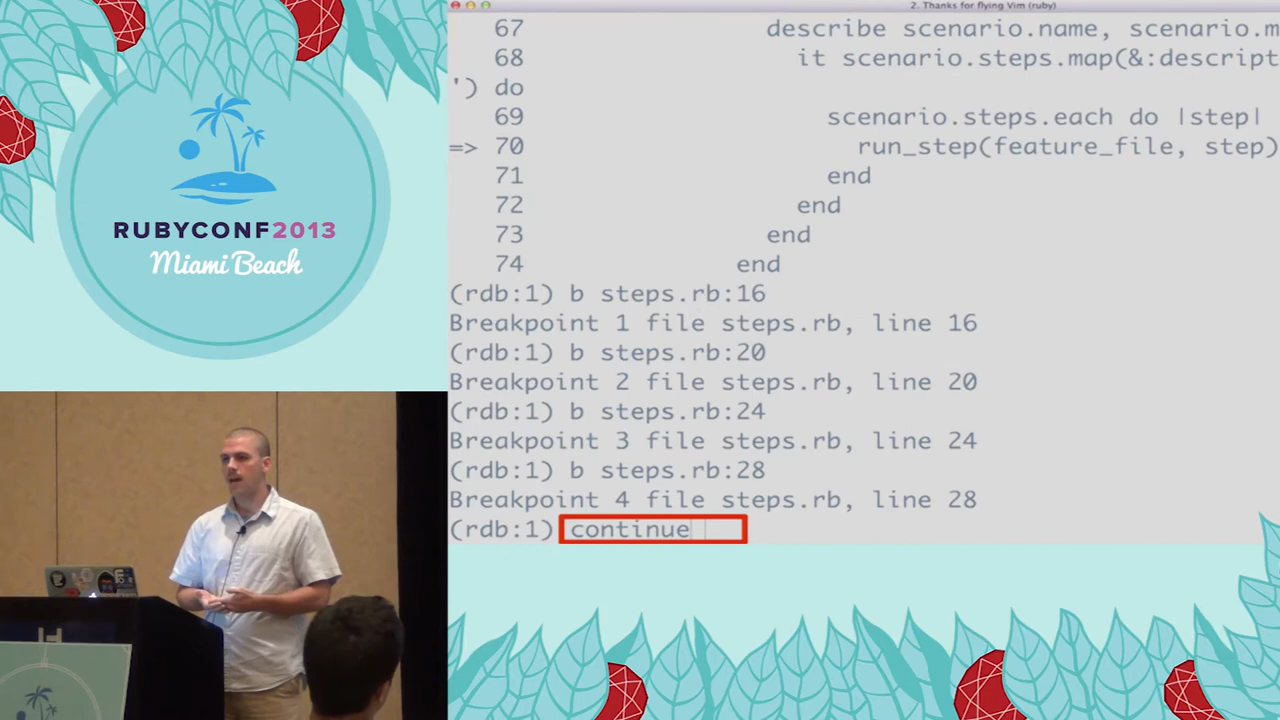 RUBYCONF2013
Miami Beach
2. Thanks for flying Vim (ruby)
67 describe scenario.name, scenario.m
68 it scenario.steps.map(&:descript
') do
69 scenario.steps.each do |step|
=> 70 run_step(feature_file, step)
71 end
72 end
73 end
74 end
(rdb:1) b steps.rb:16
Breakpoint 1 file steps.rb, line 16
(rdb:1) b steps.rb:20
Breakpoint 2 file steps.rb, line 20
(rdb:1) b steps.rb:24
Breakpoint 3 file steps.rb, line 24
(rdb:1) b steps.rb:28
Breakpoint 4 file steps.rb, line 28
(rdb:1) continue